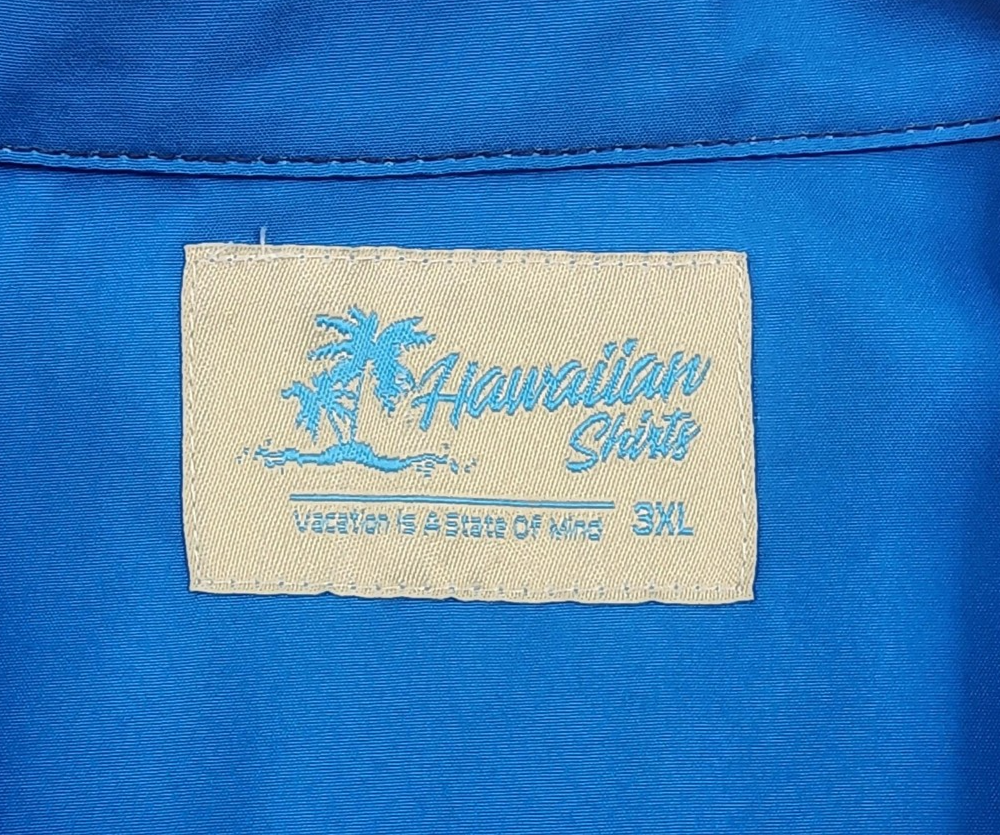 Hawaiian
Shirts
Vacation Is A State Of Mind 3XL